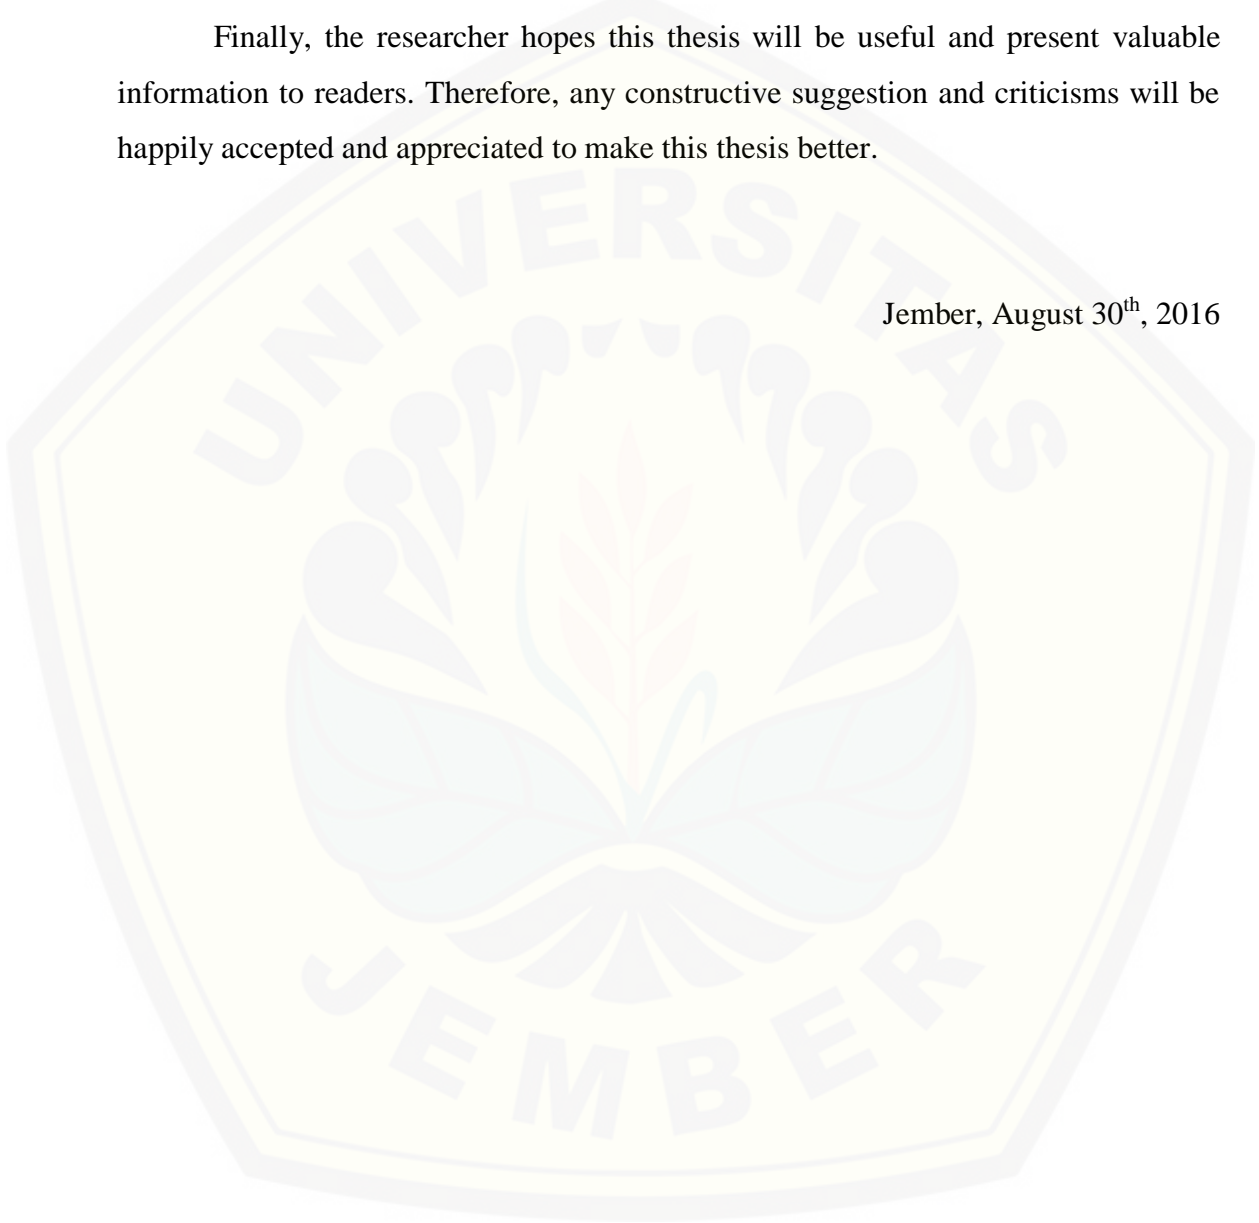 Finally, the researcher hopes this thesis will be useful and present valuable
information to readers. Therefore, any constructive suggestion and criticisms will be
happily accepted and appreciated to make this thesis better.
UNIVERSITAS
Jember, August 30th, 2016
JEMBER